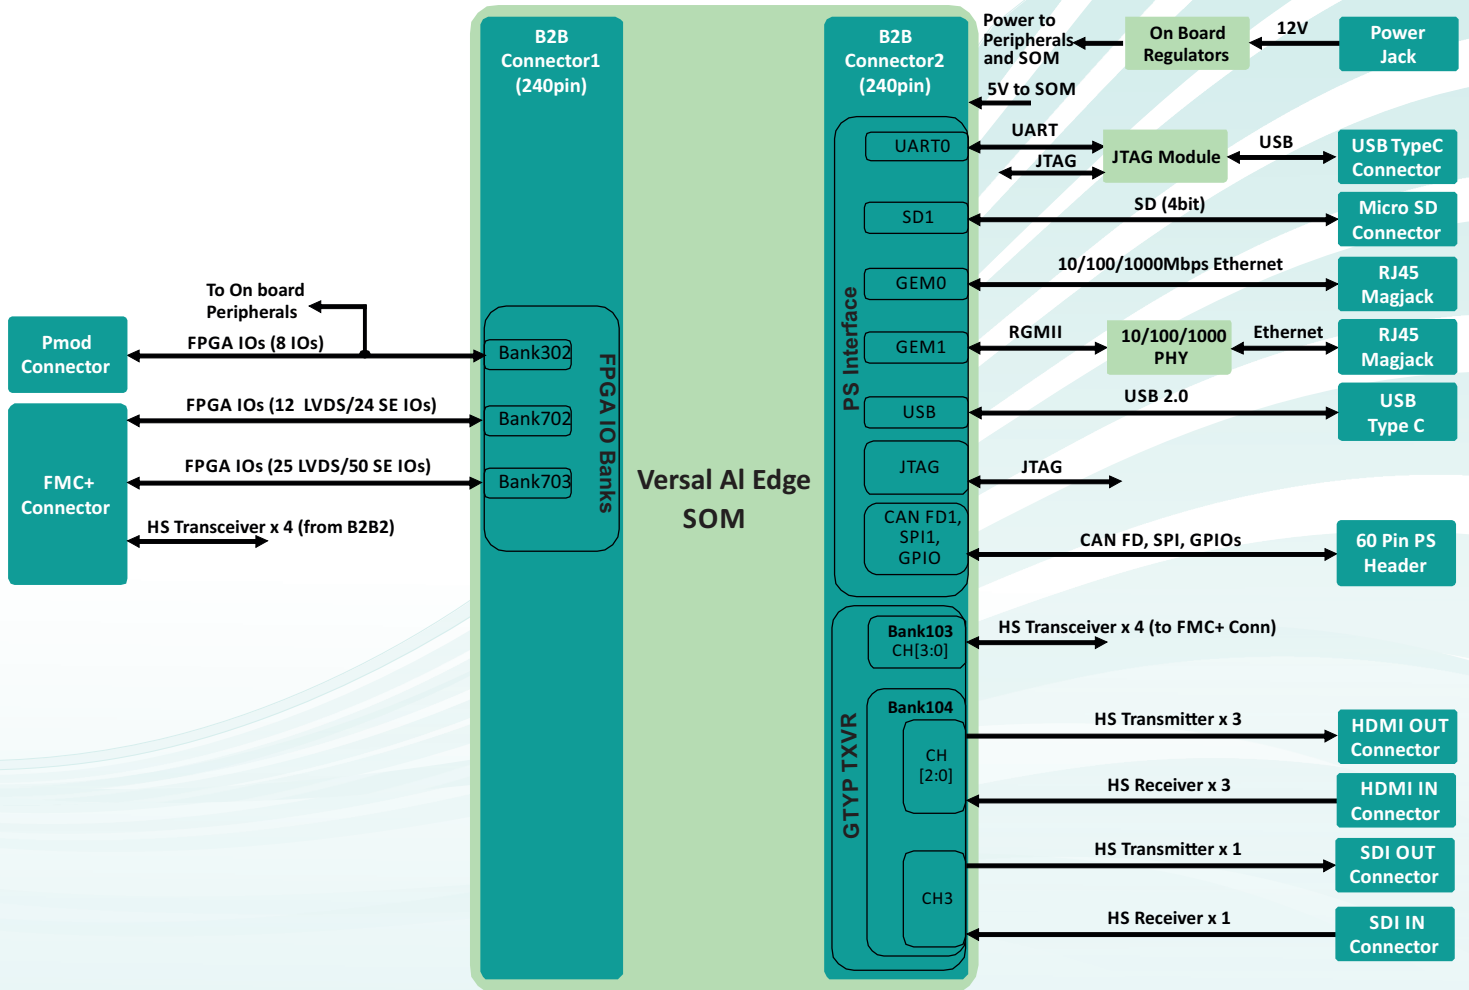 B2B
Connector1
(240pin)
To On board
Peripherals
Pmod
Connector
FPGA IOs (8 IOs)
Bank302
FPGA IOs (12 LVDS/24 SE IOs)
Bank702
FPGA IOs (25 LVDS/50 SE IOs)
Bank703
FPGA IO Banks
FMC+
Connector
HS Transceiver x 4 (from B2B2)
Versal AI Edge
SOM
B2B
Connector2
(240pin)
Power to
Peripherals
and SOM
On Board
Regulators
12V
Power
Jack
5V to SOM
PS Interface
UART0
UART
JTAG
JTAG Module
USB
USB TypeC
Connector
SD1
SD (4bit)
Micro SD
Connector
GEM0
10/100/1000Mbps Ethernet
RJ45
Magjack
GEM1
RGMII
10/100/1000
PHY
Ethernet
RJ45
Magjack
USB
USB 2.0
USB
Type C
JTAG
JTAG
CAN FD1,
SPI1,
GPIO
CAN FD, SPI, GPIOs
60 Pin PS
Header
GTYP TXVR
Bank103
CH[3:0]
HS Transceiver x 4 (to FMC+ Conn)
Bank104
CH
[2:0]
HS Transmitter x 3
HDMI OUT
Connector
HS Receiver x 3
HDMI IN
Connector
CH3
HS Transmitter x 1
SDI OUT
Connector
HS Receiver x 1
SDI IN
Connector